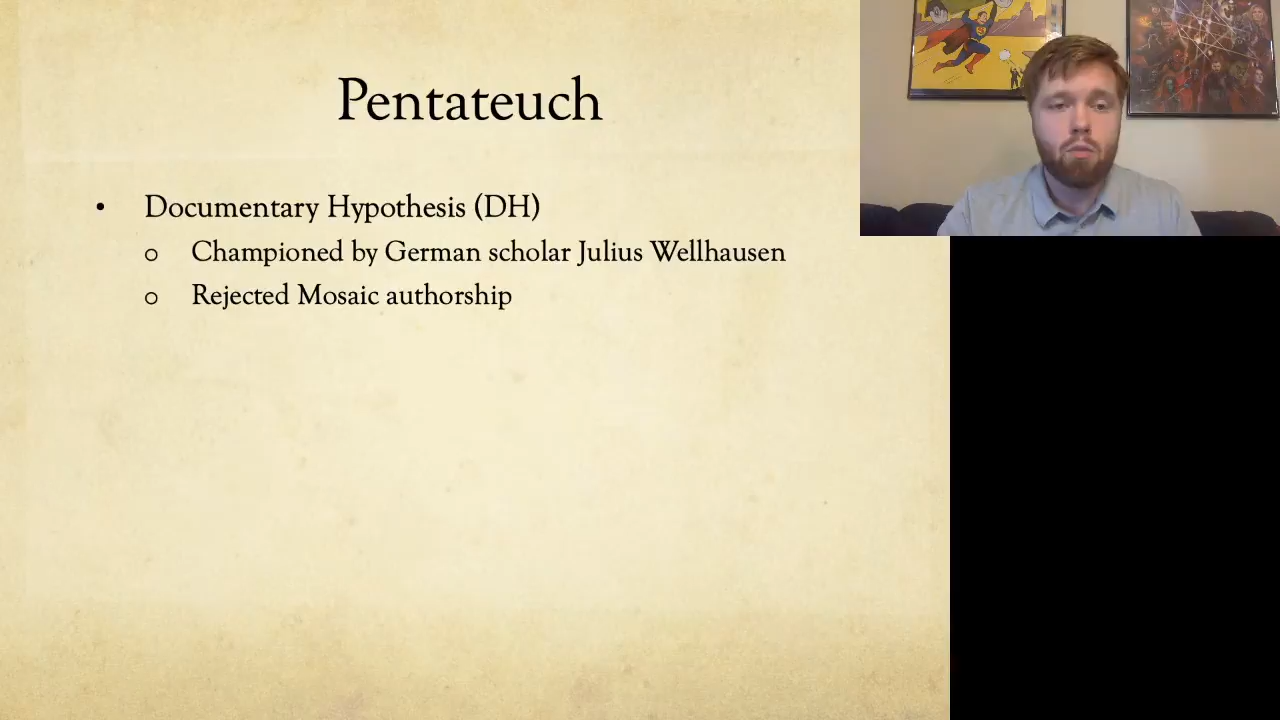 Pentateuch
• Documentary Hypothesis (DH)
o Championed by German scholar Julius Wellhausen
o Rejected Mosaic authorship